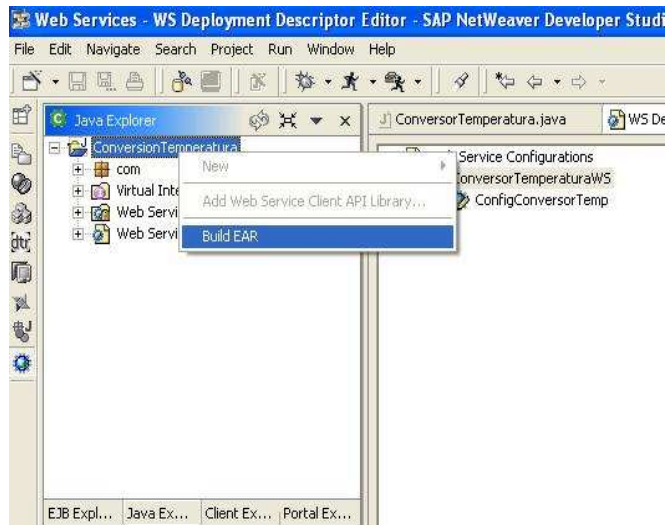 Web Services - WS Deployment Descriptor Editor - SAP NetWeaver Developer Studi
File Edit Navigate Search Project Run Window Help
Java Explorer
ConversorTemperatura.java WS De
ConversionTemperatura
com
Virtual Inte
Web Servi
Web Servi
New
Add Web Service Client API Library...
Build EAR
Service Configurations
ConversorTemperaturaWS
ConfigConversorTemp
EJB Expl... Java Ex... Client Ex... Portal Ex...